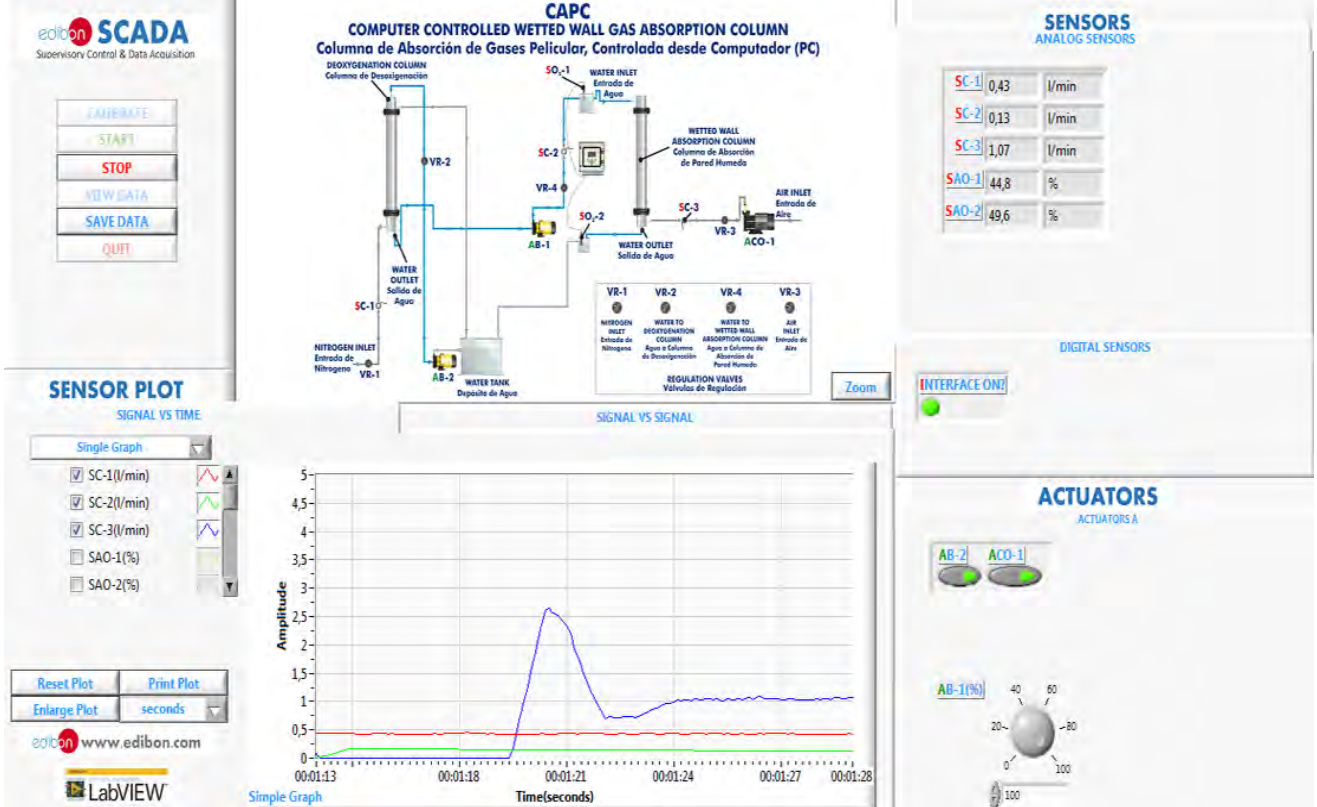 edibon SCADA
Supervisory Control & Data Acquisition
CALIBRATE
START
STOP
VIEW DATA
SAVE DATA
QUIT
CAPC
COMPUTER CONTROLLED WETTED WALL GAS ABSORPTION COLUMN
Columna de Absorción de Gases Pelicular, Controlada desde Computador (PC)
DEOXYGENATION COLUMN
Columna de Desoxigenación
SO₂-1
WATER INLET
Entrada de
Agua
WETTED WALL
ABSORPTION COLUMN
Columna de Absorción
de Pared Humeda
VR-2
SC-2
VR-4
AIR INLET
Entrada de
Aire
SO₂-2
SC-3
VR-3
ACO-1
AB-1
WATER OUTLET
Salida de Agua
WATER
OUTLET
Salida de
Agua
SC-1
NITROGEN INLET
Entrada de
Nitrogeno
VR-1
AB-2
WATER TANK
Depósito de Agua
VR-1 VR-2 VR-4 VR-3
NITROGEN
INLET
Entrada de
Nitrogeno
WATER TO
DEOXYGENATION
COLUMN
Agua a Columna
de Desoxigenación
WATER TO
WETTED WALL
ABSORPTION COLUMN
Agua a Columna de
Absorción de
Pared Humeda
AIR
INLET
Entrada de
Aire
REGULATION VALVES
Válvulas de Regulación
Zoom
SENSORS
ANALOG SENSORS
SC-1 0,43 l/min
SC-2 0,13 l/min
SC-3 1,07 l/min
SAO-1 44,8 %
SAO-2 49,6 %
DIGITAL SENSORS
INTERFACE ON?
SENSOR PLOT
SIGNAL VS TIME
SIGNAL VS SIGNAL
Single Graph
SC-1(l/min)
SC-2(l/min)
SC-3(l/min)
SAO-1(%)
SAO-2(%)
Reset Plot Print Plot
Enlarge Plot seconds
edibon www.edibon.com
LabVIEW
Amplitude
5
4,5
4
3,5
3
2,5
2
1,5
1
0,5
0
00:01:13 00:01:18 00:01:21 00:01:24 00:01:27 00:01:28
Simple Graph
Time(seconds)
ACTUATORS
ACTUATORS A
AB-2 ACO-1
AB-1(%)
40 60
20 80
0 100
100